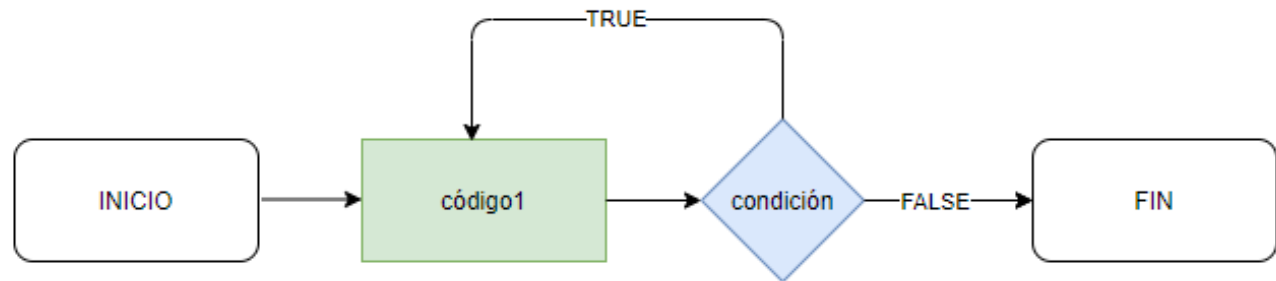 TRUE
INICIO
código1
condición
FALSE
FIN